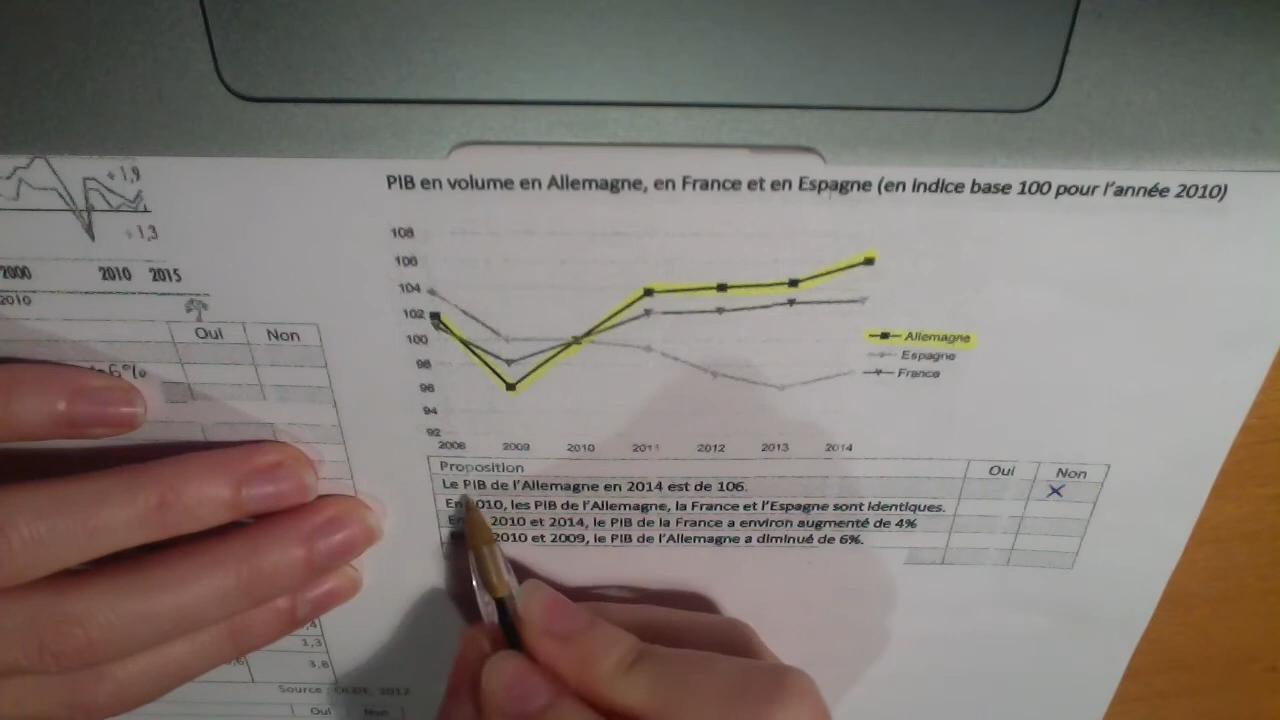 +1,9
+1,3
2000 2010 2015
2010
Oui Non
6%
1,3
3,8
Source : OCDE, 2017
Oui Non
PIB en volume en Allemagne, en France et en Espagne (en indice base 100 pour l'année 2010)
108
106
104
102
100
98
96
94
92
2008 2009 2010 2011 2012 2013 2014
Allemagne
Espagne
France
Proposition Oui Non
Le PIB de l'Allemagne en 2014 est de 106. X
En 2010, les PIB de l'Allemagne, la France et l'Espagne sont identiques.
2010 et 2014, le PIB de la France a environ augmenté de 4%
2010 et 2009, le PIB de l'Allemagne a diminué de 6%.